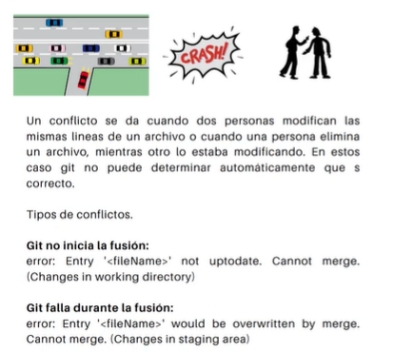 CRASH!
Un conflicto se da cuando dos personas modifican las
mismas lineas de un archivo o cuando una persona elimina
un archivo, mientras otro lo estaba modificando. En estos
caso git no puede determinar automáticamente que s
correcto.
Tipos de conflictos.
Git no inicia la fusión:
error: Entry '<fileName>' not uptodate. Cannot merge.
(Changes in working directory)
Git falla durante la fusión:
error: Entry '<fileName>' would be overwritten by merge.
Cannot merge. (Changes in staging area)